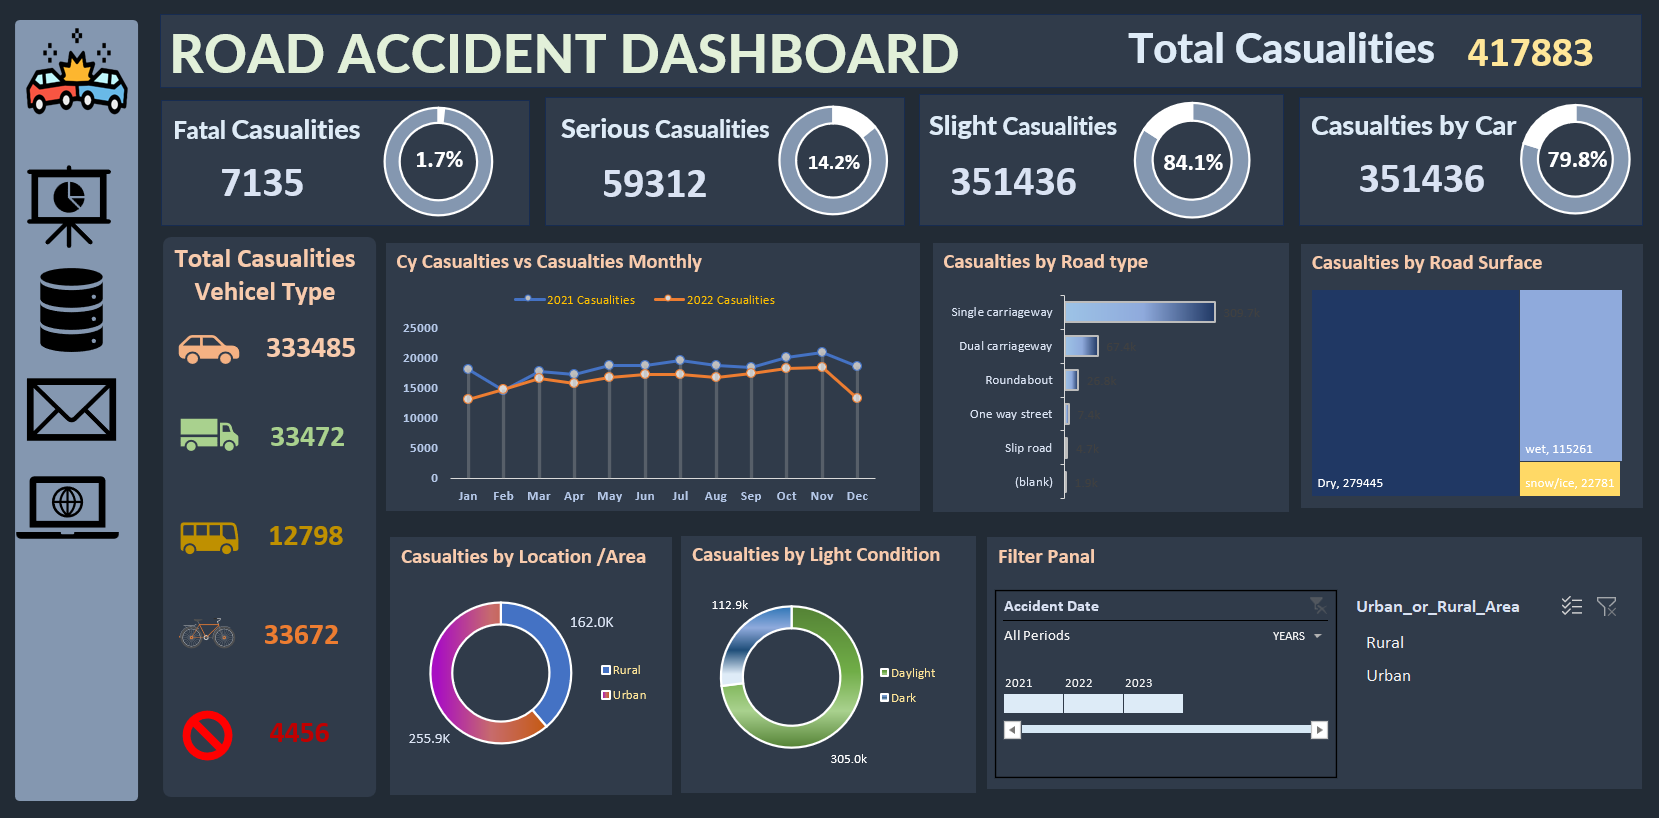 ROAD ACCIDENT DASHBOARD
Total Casualities 417883
Fatal Casualities
7135
1.7%
Serious Casualities
59312
14.2%
Slight Casualities
351436
84.1%
Casualties by Car
351436
79.8%
Total Casualities
Vehicel Type
333485
33472
12798
33672
4456
Cy Casualties vs Casualties Monthly
2021 Casualities
2022 Casualities
25000
20000
15000
10000
5000
0
Jan Feb Mar Apr May Jun Jul Aug Sep Oct Nov Dec
Casualties by Road type
Single carriageway
Dual carriageway
Roundabout
One way street
Slip road
(blank)
Casualties by Road Surface
Dry, 279445
wet, 115261
snow/ice, 22781
Casualties by Location /Area
162.0K
255.9K
Rural
Urban
Casualties by Light Condition
112.9k
305.0k
Daylight
Dark
Filter Panal
Accident Date
All Periods
YEARS
2021 2022 2023
Urban_or_Rural_Area
Rural
Urban